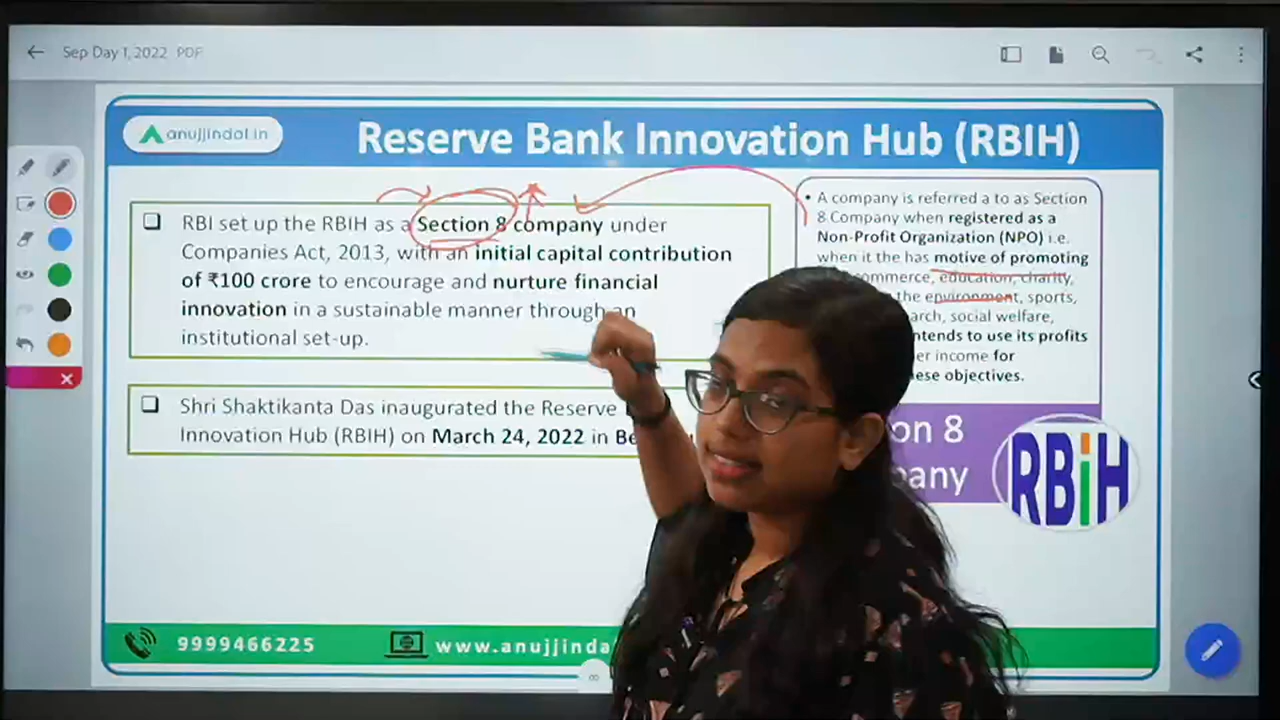 Sep Day 1, 2022 PDF
anujjindal.in
Reserve Bank Innovation Hub (RBIH)
RBI set up the RBIH as a Section 8 company under
Companies Act, 2013, with an initial capital contribution
of ₹100 crore to encourage and nurture financial
innovation in a sustainable manner through an
institutional set-up.
Shri Shaktikanta Das inaugurated the Reserve
Innovation Hub (RBIH) on March 24, 2022 in Be
• A company is referred a to as Section
8 Company when registered as a
Non-Profit Organization (NPO) i.e.
when it the has motive of promoting
commerce, education, charity,
the environment, sports,
arch, social welfare,
ntends to use its profits
er income for
ese objectives.
on 8
pany
RBiH
9999466225
www.anujjinda